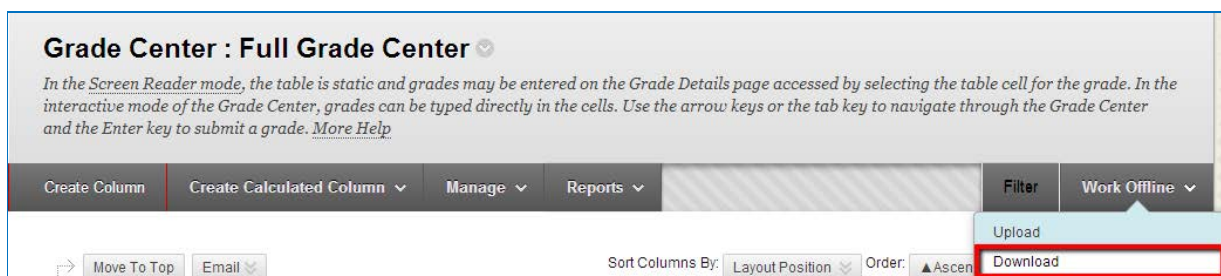 Grade Center : Full Grade Center
In the Screen Reader mode, the table is static and grades may be entered on the Grade Details page accessed by selecting the table cell for the grade. In the
interactive mode of the Grade Center, grades can be typed directly in the cells. Use the arrow keys or the tab key to navigate through the Grade Center
and the Enter key to submit a grade. More Help
Create Column Create Calculated Column Manage Reports Filter Work Offline
Upload
Move To Top Email Sort Columns By: Layout Position Order: ▲Ascen Download